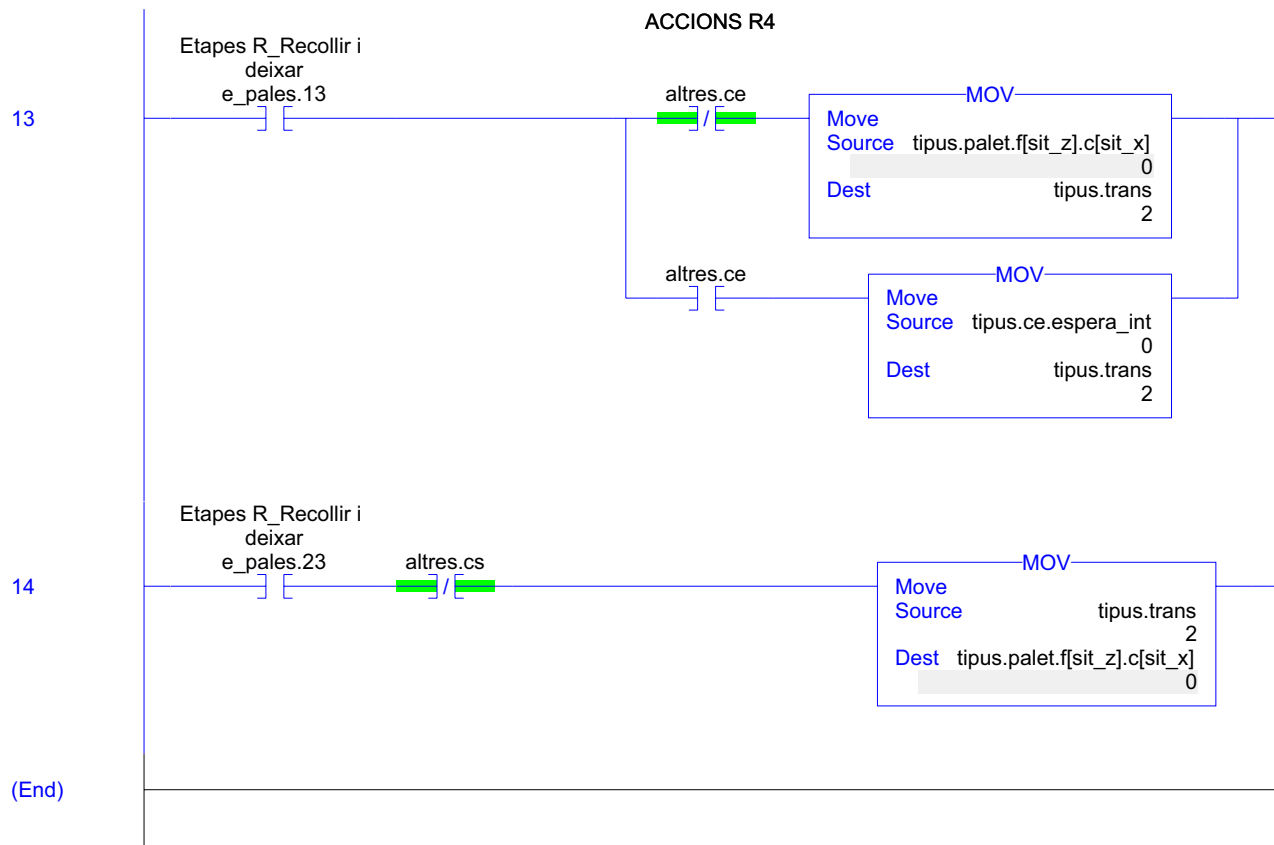 ACCIONS R4
Etapes R_Recollir i
deixar
e_pales.13
13
altres.ce
/
MOV
Move
Source tipus.palet.f[sit_z].c[sit_x]
0
Dest tipus.trans
2
altres.ce
MOV
Move
Source tipus.ce.espera_int
0
Dest tipus.trans
2
Etapes R_Recollir i
deixar
e_pales.23
14
altres.cs
/
MOV
Move
Source tipus.trans
2
Dest tipus.palet.f[sit_z].c[sit_x]
0
(End)